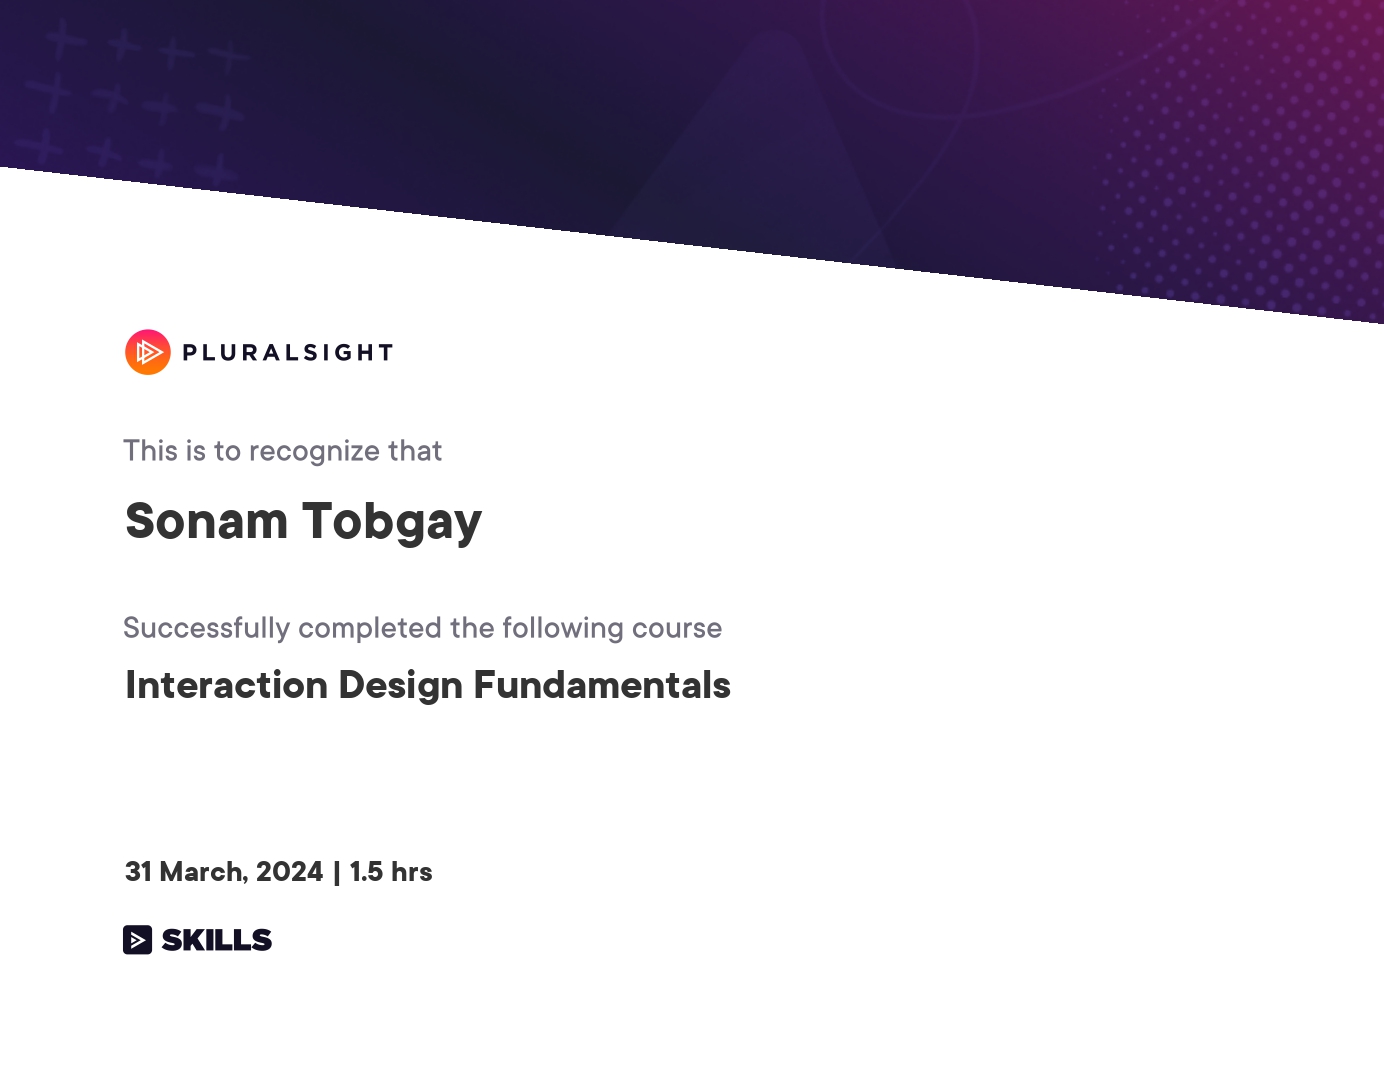 PLURALSIGHT
This is to recognize that
Sonam Tobgay
Successfully completed the following course
Interaction Design Fundamentals
31 March, 2024 | 1.5 hrs
SKILLS